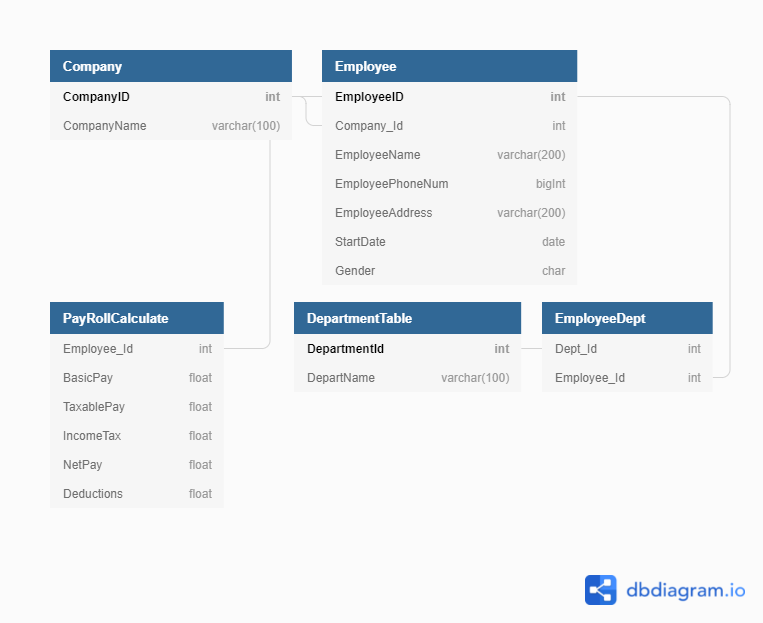 Company
CompanyID int
CompanyName varchar(100)
Employee
EmployeeID int
Company_Id int
EmployeeName varchar(200)
EmployeePhoneNum bigInt
EmployeeAddress varchar(200)
StartDate date
Gender char
PayRollCalculate
Employee_Id int
BasicPay float
TaxablePay float
IncomeTax float
NetPay float
Deductions float
DepartmentTable
DepartmentId int
DepartName varchar(100)
EmployeeDept
Dept_Id int
Employee_Id int
dbdiagram.io